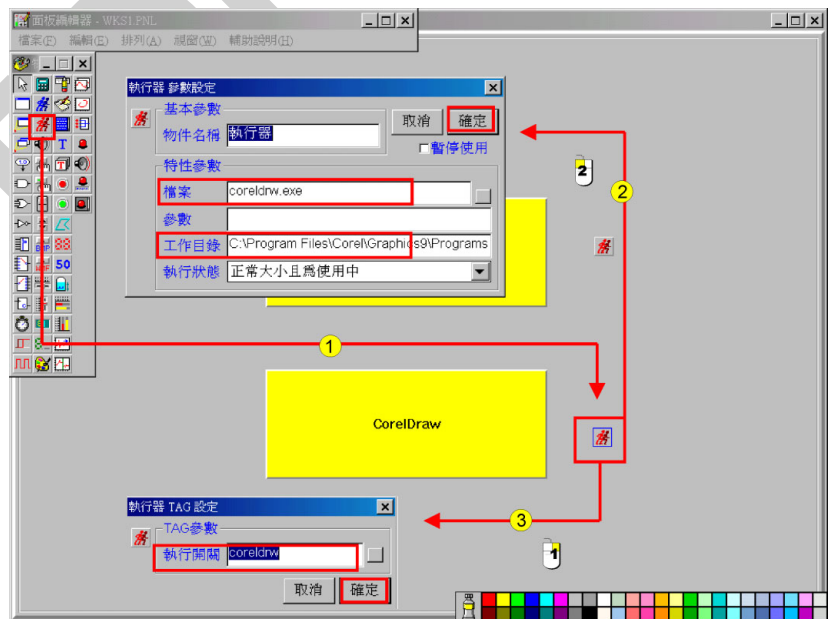 面板編輯器 - WKS1.PNL
檔案(F) 編輯(E) 排列(A) 視窗(W) 輔助說明(H)
執行器 參數設定
基本參數
物件名稱 執行器
取消 確定
暫停使用
特性參數
檔案 coreldrw.exe
參數
工作目錄 C:\Program Files\Corel\Graphics9\Programs
執行狀態 正常大小且為使用中
2
2
1
CorelDraw
3
1
執行器 TAG 設定
TAG參數
執行開關 coreldrw
取消 確定
T
T
88
50